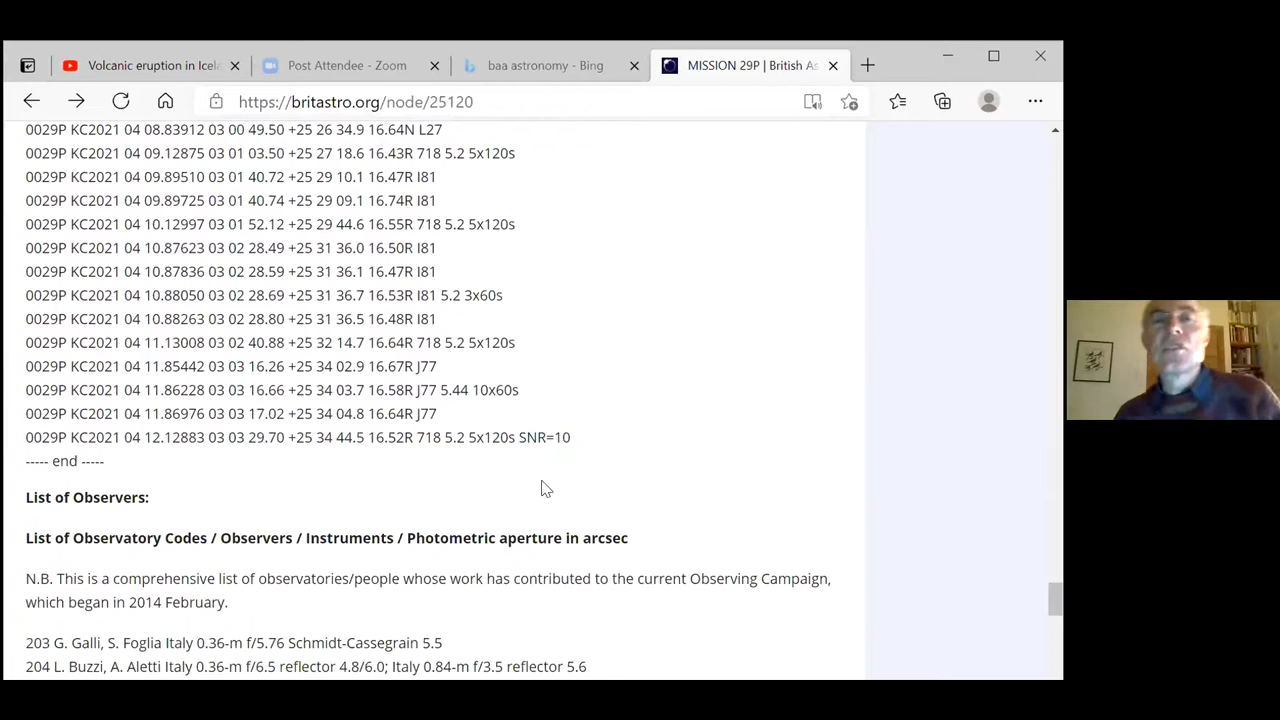 Volcanic eruption in Icela
Post Attendee - Zoom
baa astronomy - Bing
MISSION 29P | British As
https://britastro.org/node/25120
0029P KC2021 04 08.83912 03 00 49.50 +25 26 34.9 16.64N L27
0029P KC2021 04 09.12875 03 01 03.50 +25 27 18.6 16.43R 718 5.2 5x120s
0029P KC2021 04 09.89510 03 01 40.72 +25 29 10.1 16.47R I81
0029P KC2021 04 09.89725 03 01 40.74 +25 29 09.1 16.74R I81
0029P KC2021 04 10.12997 03 01 52.12 +25 29 44.6 16.55R 718 5.2 5x120s
0029P KC2021 04 10.87623 03 02 28.49 +25 31 36.0 16.50R I81
0029P KC2021 04 10.87836 03 02 28.59 +25 31 36.1 16.47R I81
0029P KC2021 04 10.88050 03 02 28.69 +25 31 36.7 16.53R I81 5.2 3x60s
0029P KC2021 04 10.88263 03 02 28.80 +25 31 36.5 16.48R I81
0029P KC2021 04 11.13008 03 02 40.88 +25 32 14.7 16.64R 718 5.2 5x120s
0029P KC2021 04 11.85442 03 03 16.26 +25 34 02.9 16.67R J77
0029P KC2021 04 11.86228 03 03 16.66 +25 34 03.7 16.58R J77 5.44 10x60s
0029P KC2021 04 11.86976 03 03 17.02 +25 34 04.8 16.64R J77
0029P KC2021 04 12.12883 03 03 29.70 +25 34 44.5 16.52R 718 5.2 5x120s SNR=10
----- end -----
List of Observers:
List of Observatory Codes / Observers / Instruments / Photometric aperture in arcsec
N.B. This is a comprehensive list of observatories/people whose work has contributed to the current Observing Campaign,
which began in 2014 February.
203 G. Galli, S. Foglia Italy 0.36-m f/5.76 Schmidt-Cassegrain 5.5
204 L. Buzzi, A. Aletti Italy 0.36-m f/6.5 reflector 4.8/6.0; Italy 0.84-m f/3.5 reflector 5.6